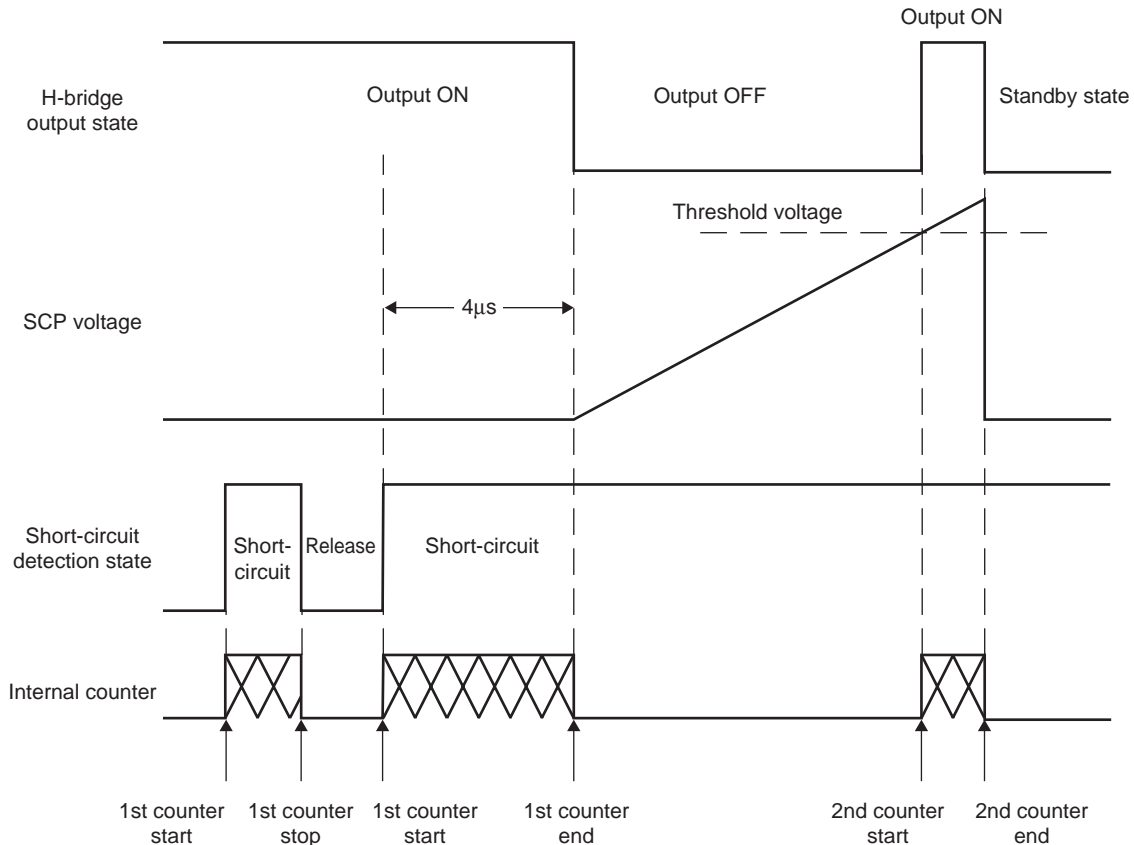 Output ON
H-bridge
output state
Output ON
Output OFF
Standby state
Threshold voltage
SCP voltage
4μs
Short-circuit
detection state
Short-
circuit
Release
Short-circuit
Internal counter
1st counter
start
1st counter
stop
1st counter
start
1st counter
end
2nd counter
start
2nd counter
end